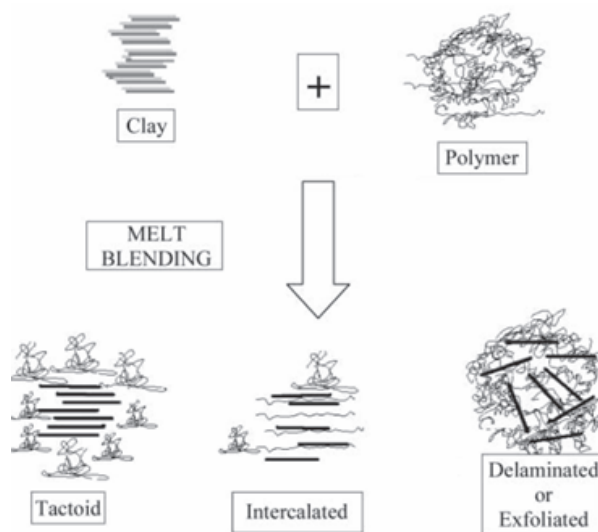 Clay
+
Polymer
MELT
BLENDING
Tactoid
Intercalated
Delaminated
or
Exfoliated